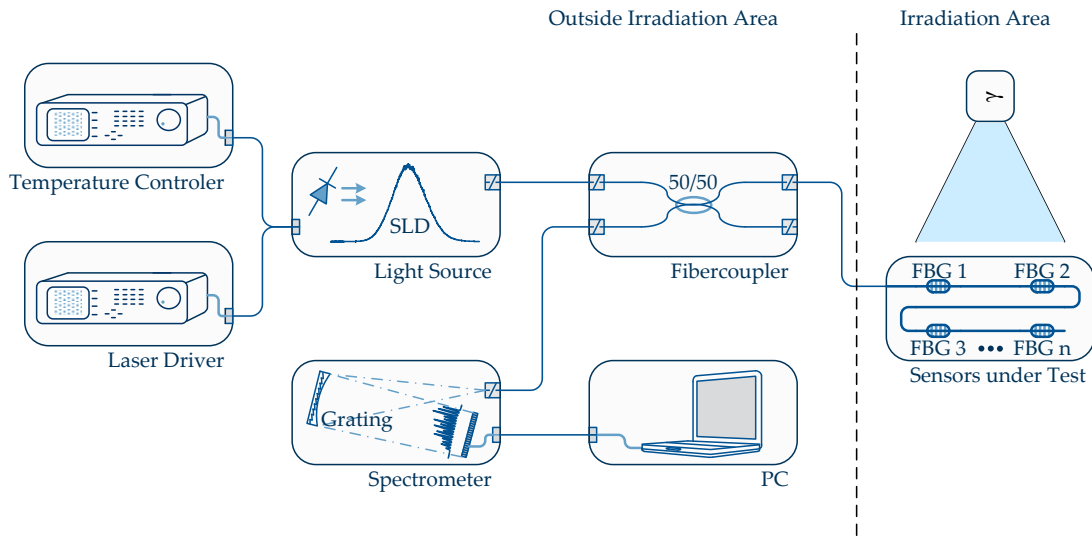 Outside Irradiation Area
Irradiation Area
γ
Temperature Controler
50/50
SLD
Light Source
Fibercoupler
FBG 1
FBG 2
FBG 3 ••• FBG n
Laser Driver
Sensors under Test
Grating
Spectrometer
PC